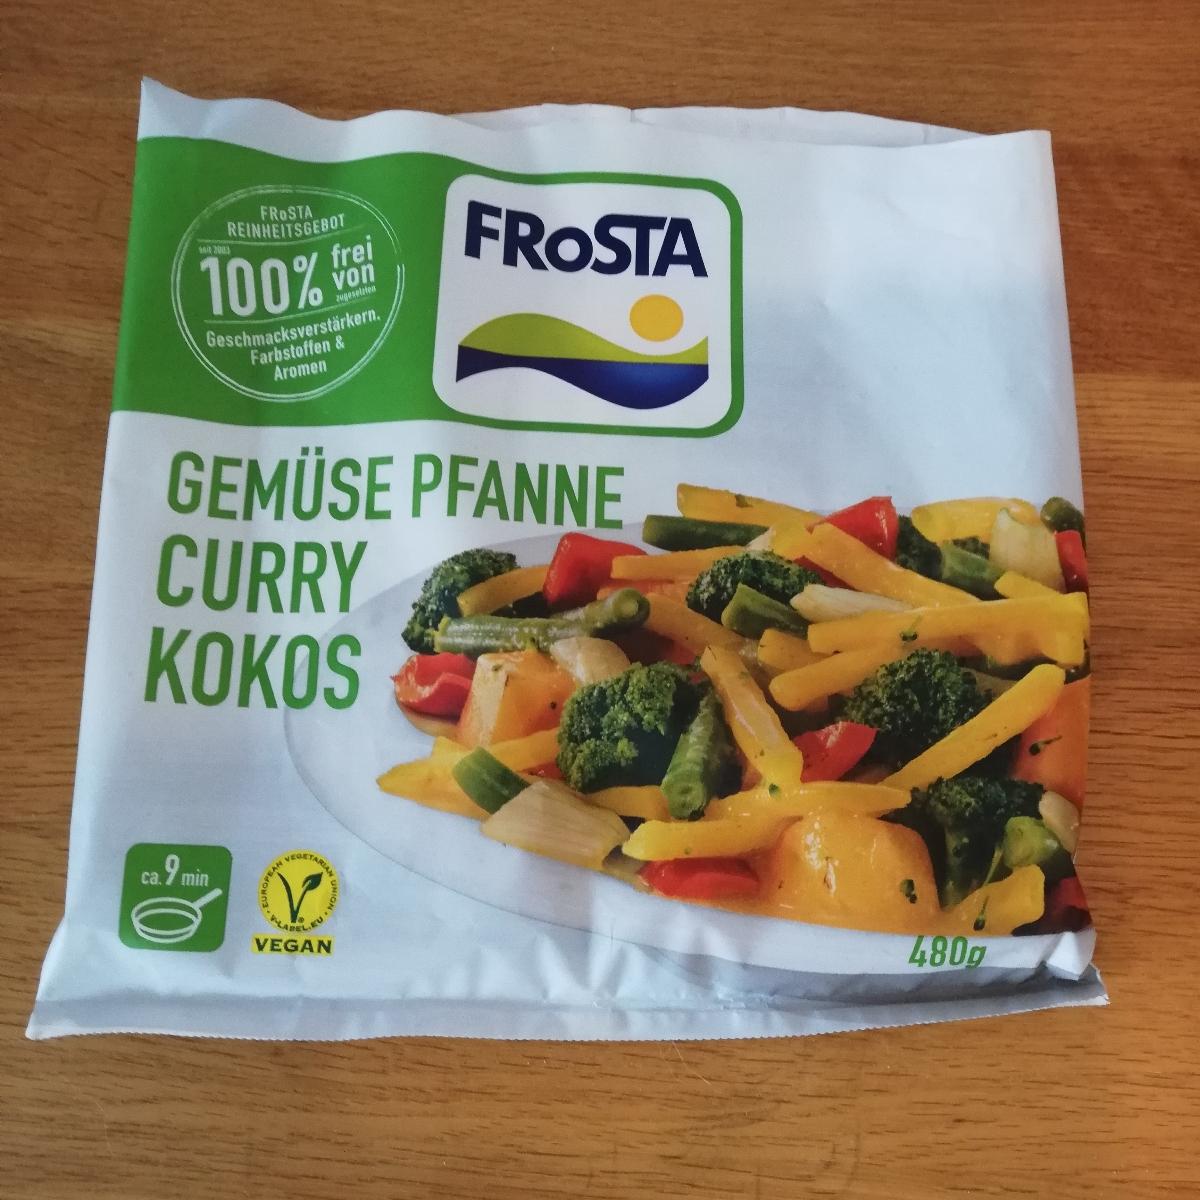 FRoSTA
REINHEITSGEBOT
seit 2003
100% frei
von
zugesetzten
Geschmacksverstärkern,
Farbstoffen &
Aromen
FRoSTA
GEMÜSE PFANNE
CURRY
KOKOS
ca. 9 min
EUROPEAN VEGETARIAN UNION
V-LABEL.EU
VEGAN
480g